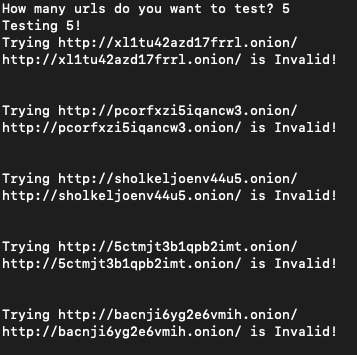 How many urls do you want to test? 5
Testing 5!
Trying http://xl1tu42azd17frrl.onion/
http://xl1tu42azd17frrl.onion/ is Invalid!
Trying http://pcorfxzi5iqancw3.onion/
http://pcorfxzi5iqancw3.onion/ is Invalid!
Trying http://sholkeljoenv44u5.onion/
http://sholkeljoenv44u5.onion/ is Invalid!
Trying http://5ctmjt3b1qpb2imt.onion/
http://5ctmjt3b1qpb2imt.onion/ is Invalid!
Trying http://bacnji6yg2e6vmih.onion/
http://bacnji6yg2e6vmih.onion/ is Invalid!